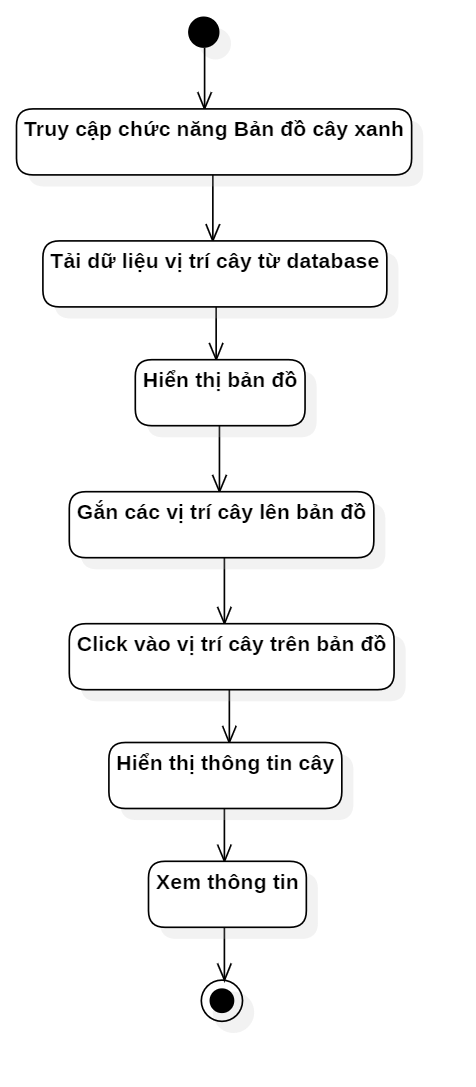 Truy cập chức năng Bản đồ cây xanh
Tải dữ liệu vị trí cây từ database
Hiển thị bản đồ
Gắn các vị trí cây lên bản đồ
Click vào vị trí cây trên bản đồ
Hiển thị thông tin cây
Xem thông tin